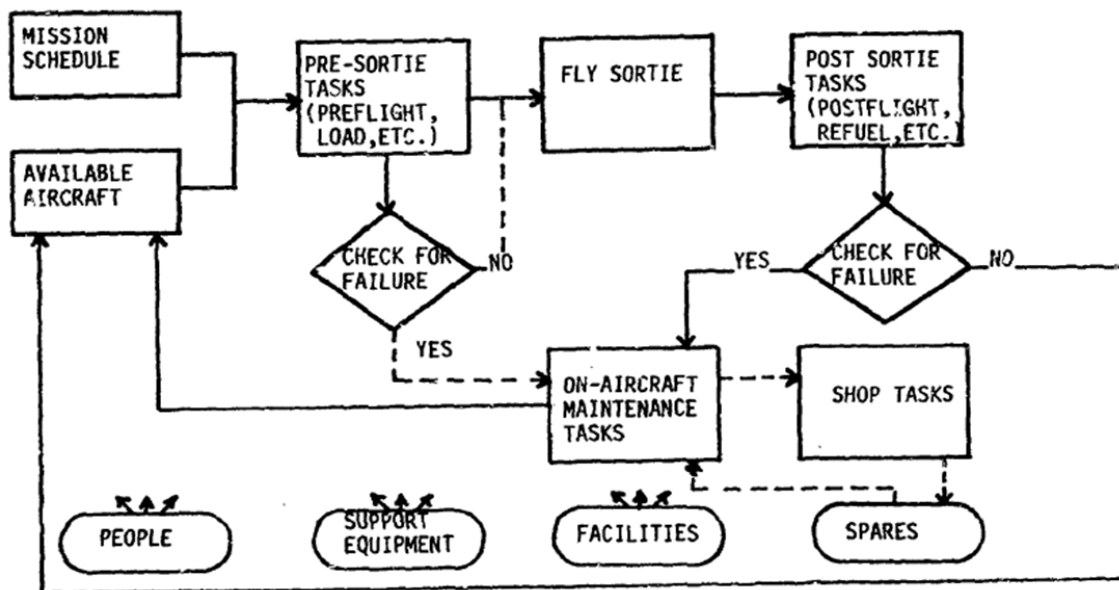 MISSION
SCHEDULE
PRE-SORTIE
TASKS
(PREFLIGHT,
LOAD,ETC.)
FLY SORTIE
POST SORTIE
TASKS
(POSTFLIGHT,
REFUEL,ETC.)
AVAILABLE
AIRCRAFT
CHECK FOR
FAILURE
NO
YES
YES
CHECK FOR
FAILURE
NO
ON-AIRCRAFT
MAINTENANCE
TASKS
SHOP TASKS
PEOPLE
SUPPORT
EQUIPMENT
FACILITIES
SPARES